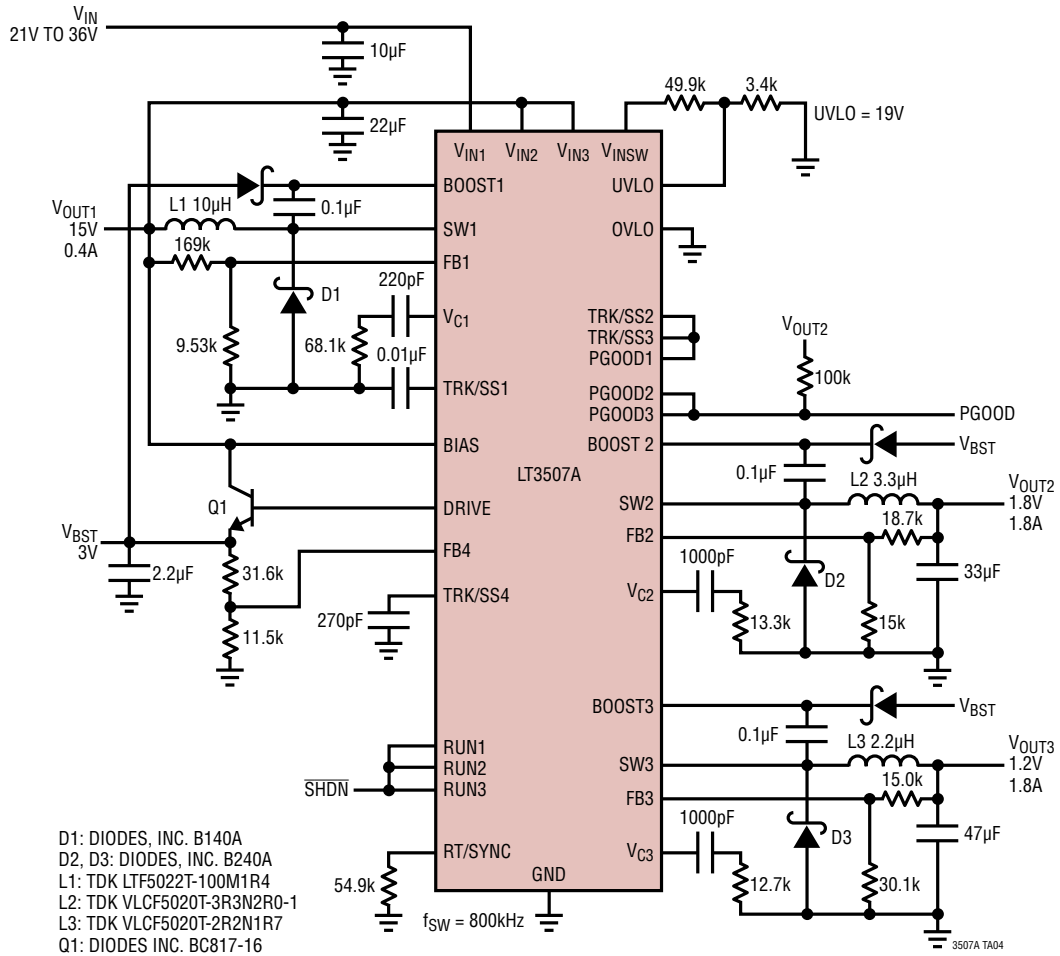 VIN
21V TO 36V
10µF
22µF
49.9k
3.4k
UVLO = 19V
VIN1
VIN2
VIN3
VINSW
BOOST1
UVLO
0.1µF
VOUT1
15V
0.4A
L1 10µH
SW1
OVLO
169k
FB1
D1
220pF
VC1
9.53k
68.1k
0.01µF
TRK/SS1
TRK/SS2
TRK/SS3
PGOOD1
VOUT2
100k
PGOOD2
PGOOD3
PGOOD
BIAS
BOOST 2
VBST
LT3507A
0.1µF
L2 3.3µH
VOUT2
1.8V
1.8A
Q1
DRIVE
SW2
18.7k
VBST
3V
FB4
FB2
2.2µF
31.6k
1000pF
D2
33µF
TRK/SS4
VC2
270pF
11.5k
13.3k
15k
BOOST3
VBST
0.1µF
L3 2.2µH
VOUT3
1.2V
1.8A
RUN1
RUN2
RUN3
SHDN
SW3
15.0k
FB3
1000pF
D3
47µF
RT/SYNC
VC3
54.9k
GND
12.7k
30.1k
fSW = 800kHz
D1: DIODES, INC. B140A
D2, D3: DIODES, INC. B240A
L1: TDK LTF5022T-100M1R4
L2: TDK VLCF5020T-3R3N2R0-1
L3: TDK VLCF5020T-2R2N1R7
Q1: DIODES INC. BC817-16
3507A TA04